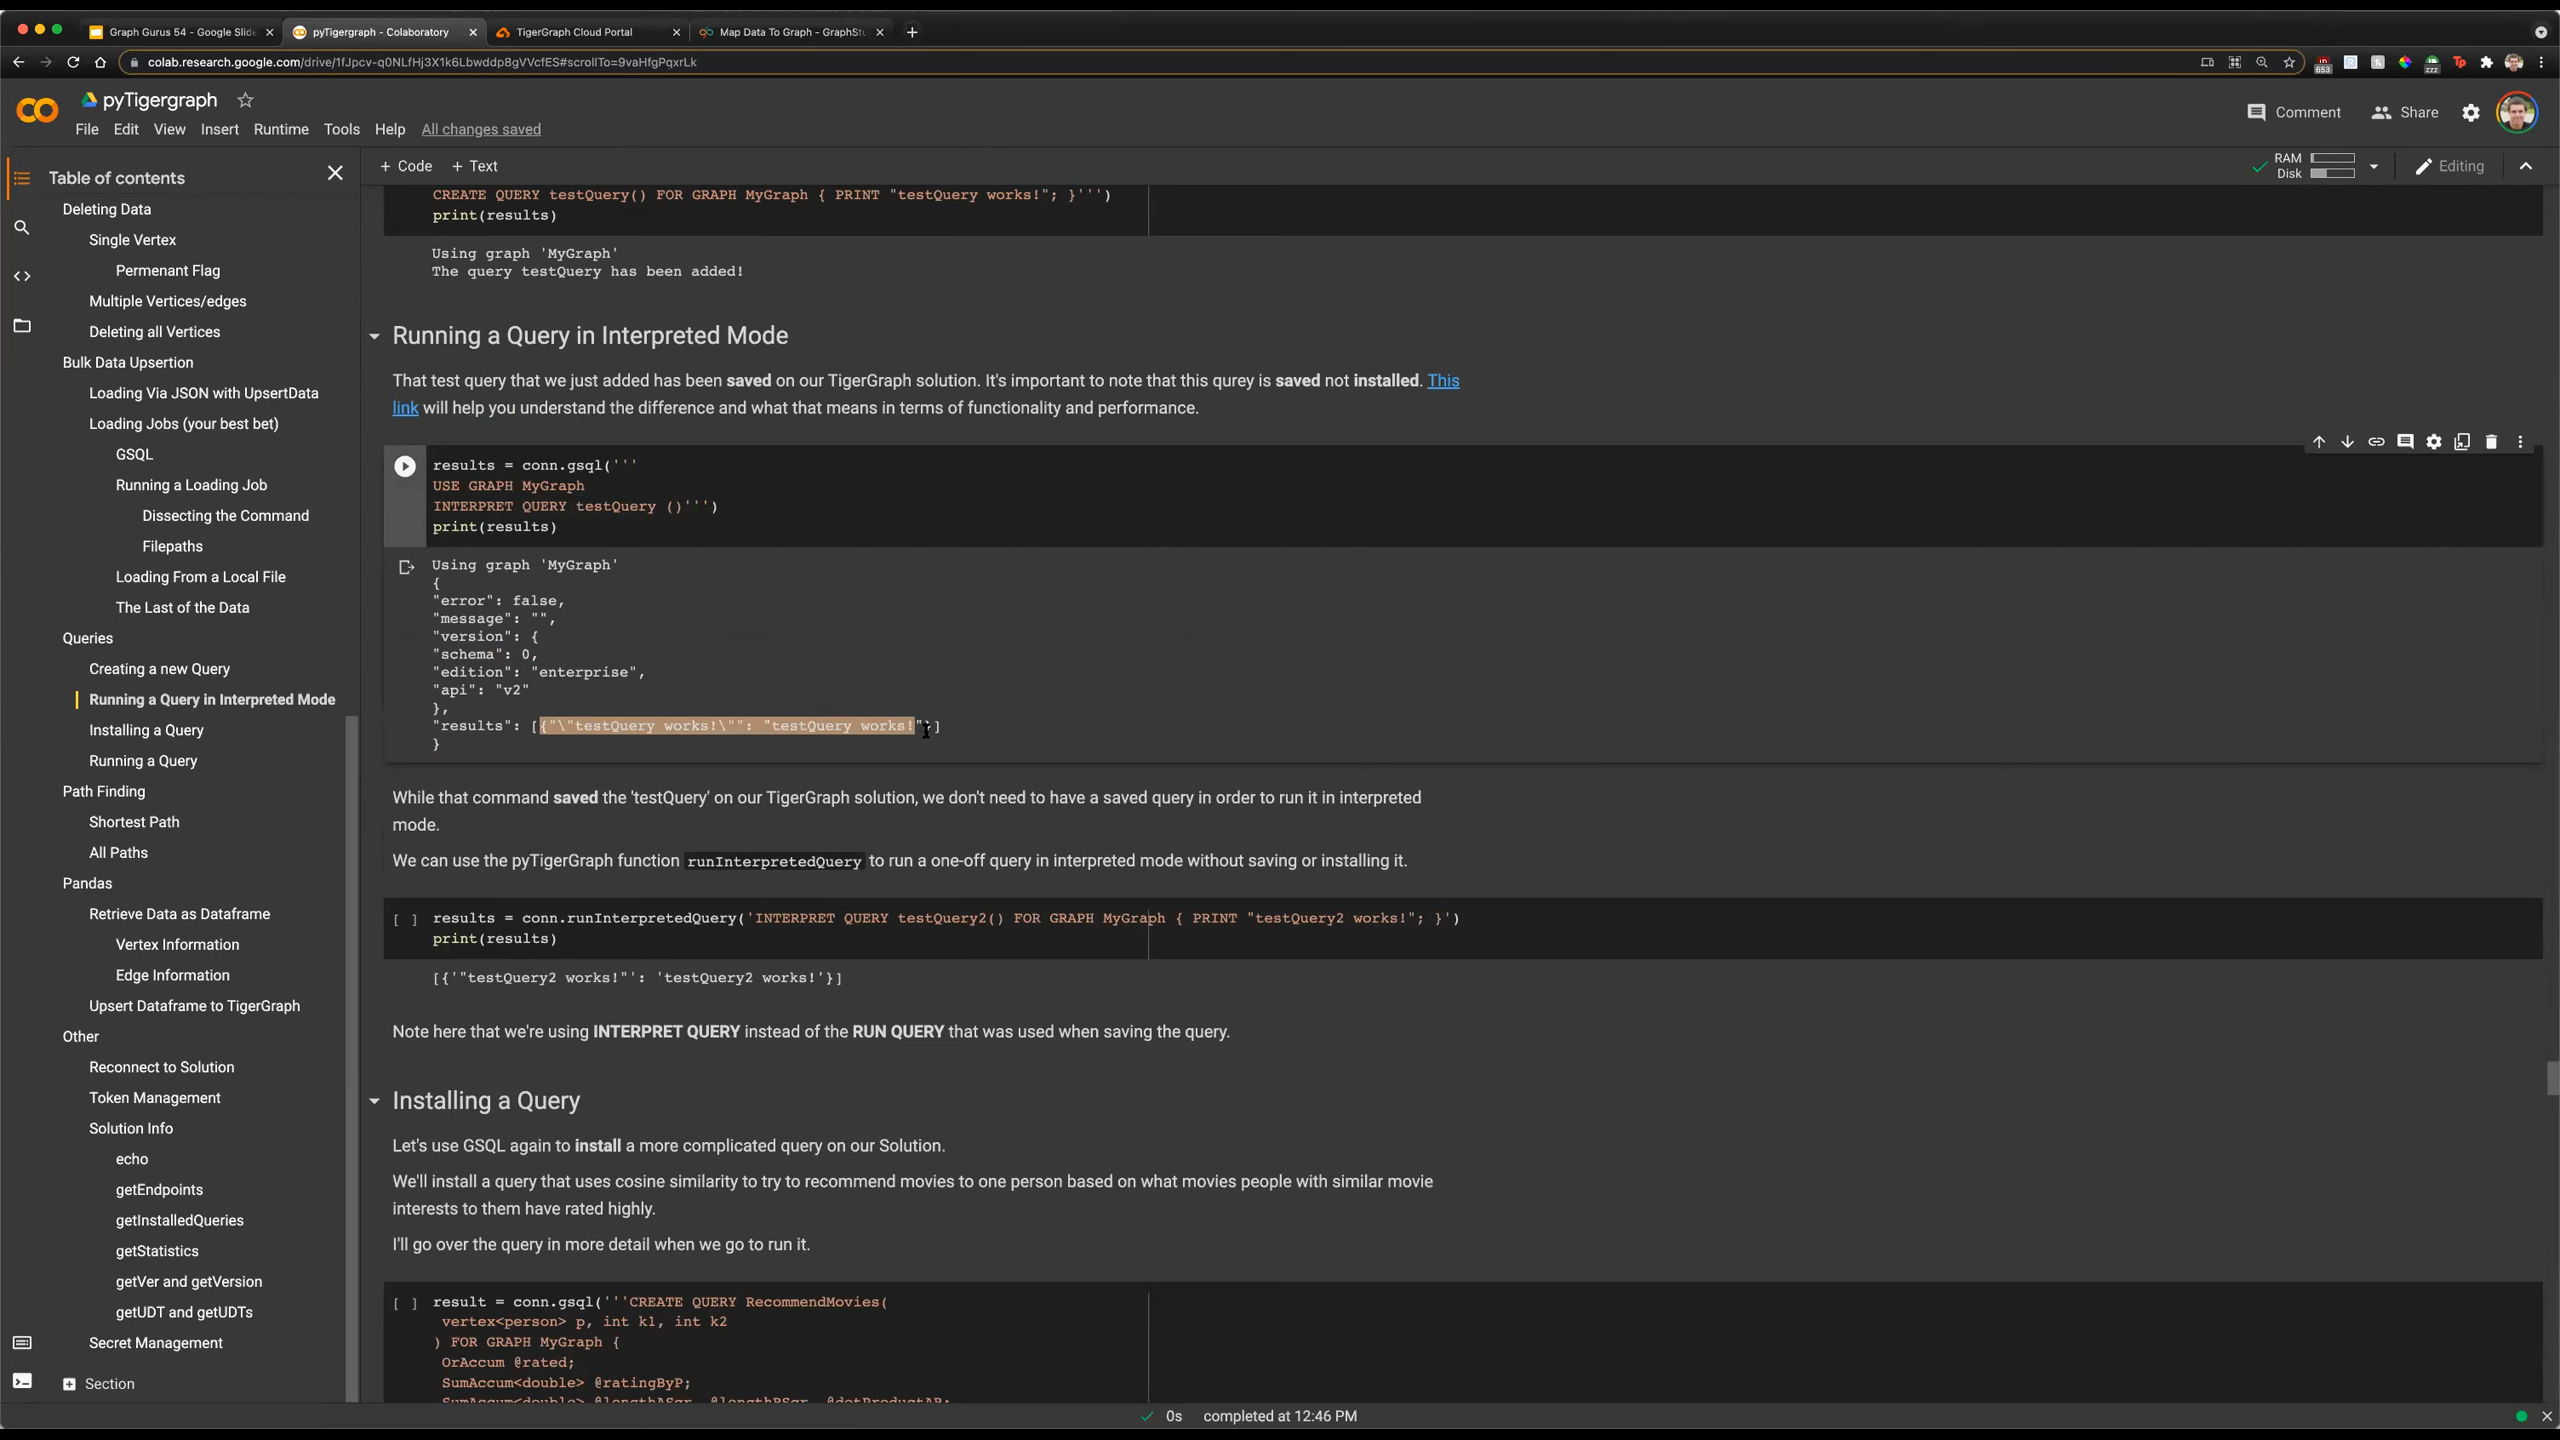 Graph Gurus 54 - Google Slide
pyTigergraph - Colaboratory
TigerGraph Cloud Portal
Map Data To Graph - GraphStu
colab.research.google.com/drive/1fJpcv-q0NLfHj3X1k6Lbwddp8gVVcfES#scrollTo=9vaHfgPqxrLk
pyTigergraph
File Edit View Insert Runtime Tools Help All changes saved
Comment
Share
Table of contents
+ Code + Text
RAM
Disk
Editing
Deleting Data
Single Vertex
Permenant Flag
Multiple Vertices/edges
Deleting all Vertices
Bulk Data Upsertion
Loading Via JSON with UpsertData
Loading Jobs (your best bet)
GSQL
Running a Loading Job
Dissecting the Command
Filepaths
Loading From a Local File
The Last of the Data
Queries
Creating a new Query
Running a Query in Interpreted Mode
Installing a Query
Running a Query
Path Finding
Shortest Path
All Paths
Pandas
Retrieve Data as Dataframe
Vertex Information
Edge Information
Upsert Dataframe to TigerGraph
Other
Reconnect to Solution
Token Management
Solution Info
echo
getEndpoints
getInstalledQueries
getStatistics
getVer and getVersion
getUDT and getUDTs
Secret Management
Section
CREATE QUERY testQuery() FOR GRAPH MyGraph { PRINT "testQuery works!"; }''')
print(results)
Using graph 'MyGraph'
The query testQuery has been added!
Running a Query in Interpreted Mode
That test query that we just added has been saved on our TigerGraph solution. It's important to note that this qurey is saved not installed. This
link will help you understand the difference and what that means in terms of functionality and performance.
results = conn.gsql('''
USE GRAPH MyGraph
INTERPRET QUERY testQuery ()''')
print(results)
Using graph 'MyGraph'
{
"error": false,
"message": "",
"version": {
"schema": 0,
"edition": "enterprise",
"api": "v2"
},
"results": [{"\"testQuery works!\"": "testQuery works!"}]
}
While that command saved the 'testQuery' on our TigerGraph solution, we don't need to have a saved query in order to run it in interpreted
mode.
We can use the pyTigerGraph function runInterpretedQuery to run a one-off query in interpreted mode without saving or installing it.
[ ] results = conn.runInterpretedQuery('INTERPRET QUERY testQuery2() FOR GRAPH MyGraph { PRINT "testQuery2 works!"; }')
print(results)
[{'"testQuery2 works!"': 'testQuery2 works!'}]
Note here that we're using INTERPRET QUERY instead of the RUN QUERY that was used when saving the query.
Installing a Query
Let's use GSQL again to install a more complicated query on our Solution.
We'll install a query that uses cosine similarity to try to recommend movies to one person based on what movies people with similar movie
interests to them have rated highly.
I'll go over the query in more detail when we go to run it.
[ ] result = conn.gsql('''CREATE QUERY RecommendMovies(
vertex<person> p, int k1, int k2
) FOR GRAPH MyGraph {
OrAccum @rated;
SumAccum<double> @ratingByP;
SumAccum<double> @lengthASqr, @lengthBSqr, @dotProductAB;
0s completed at 12:46 PM